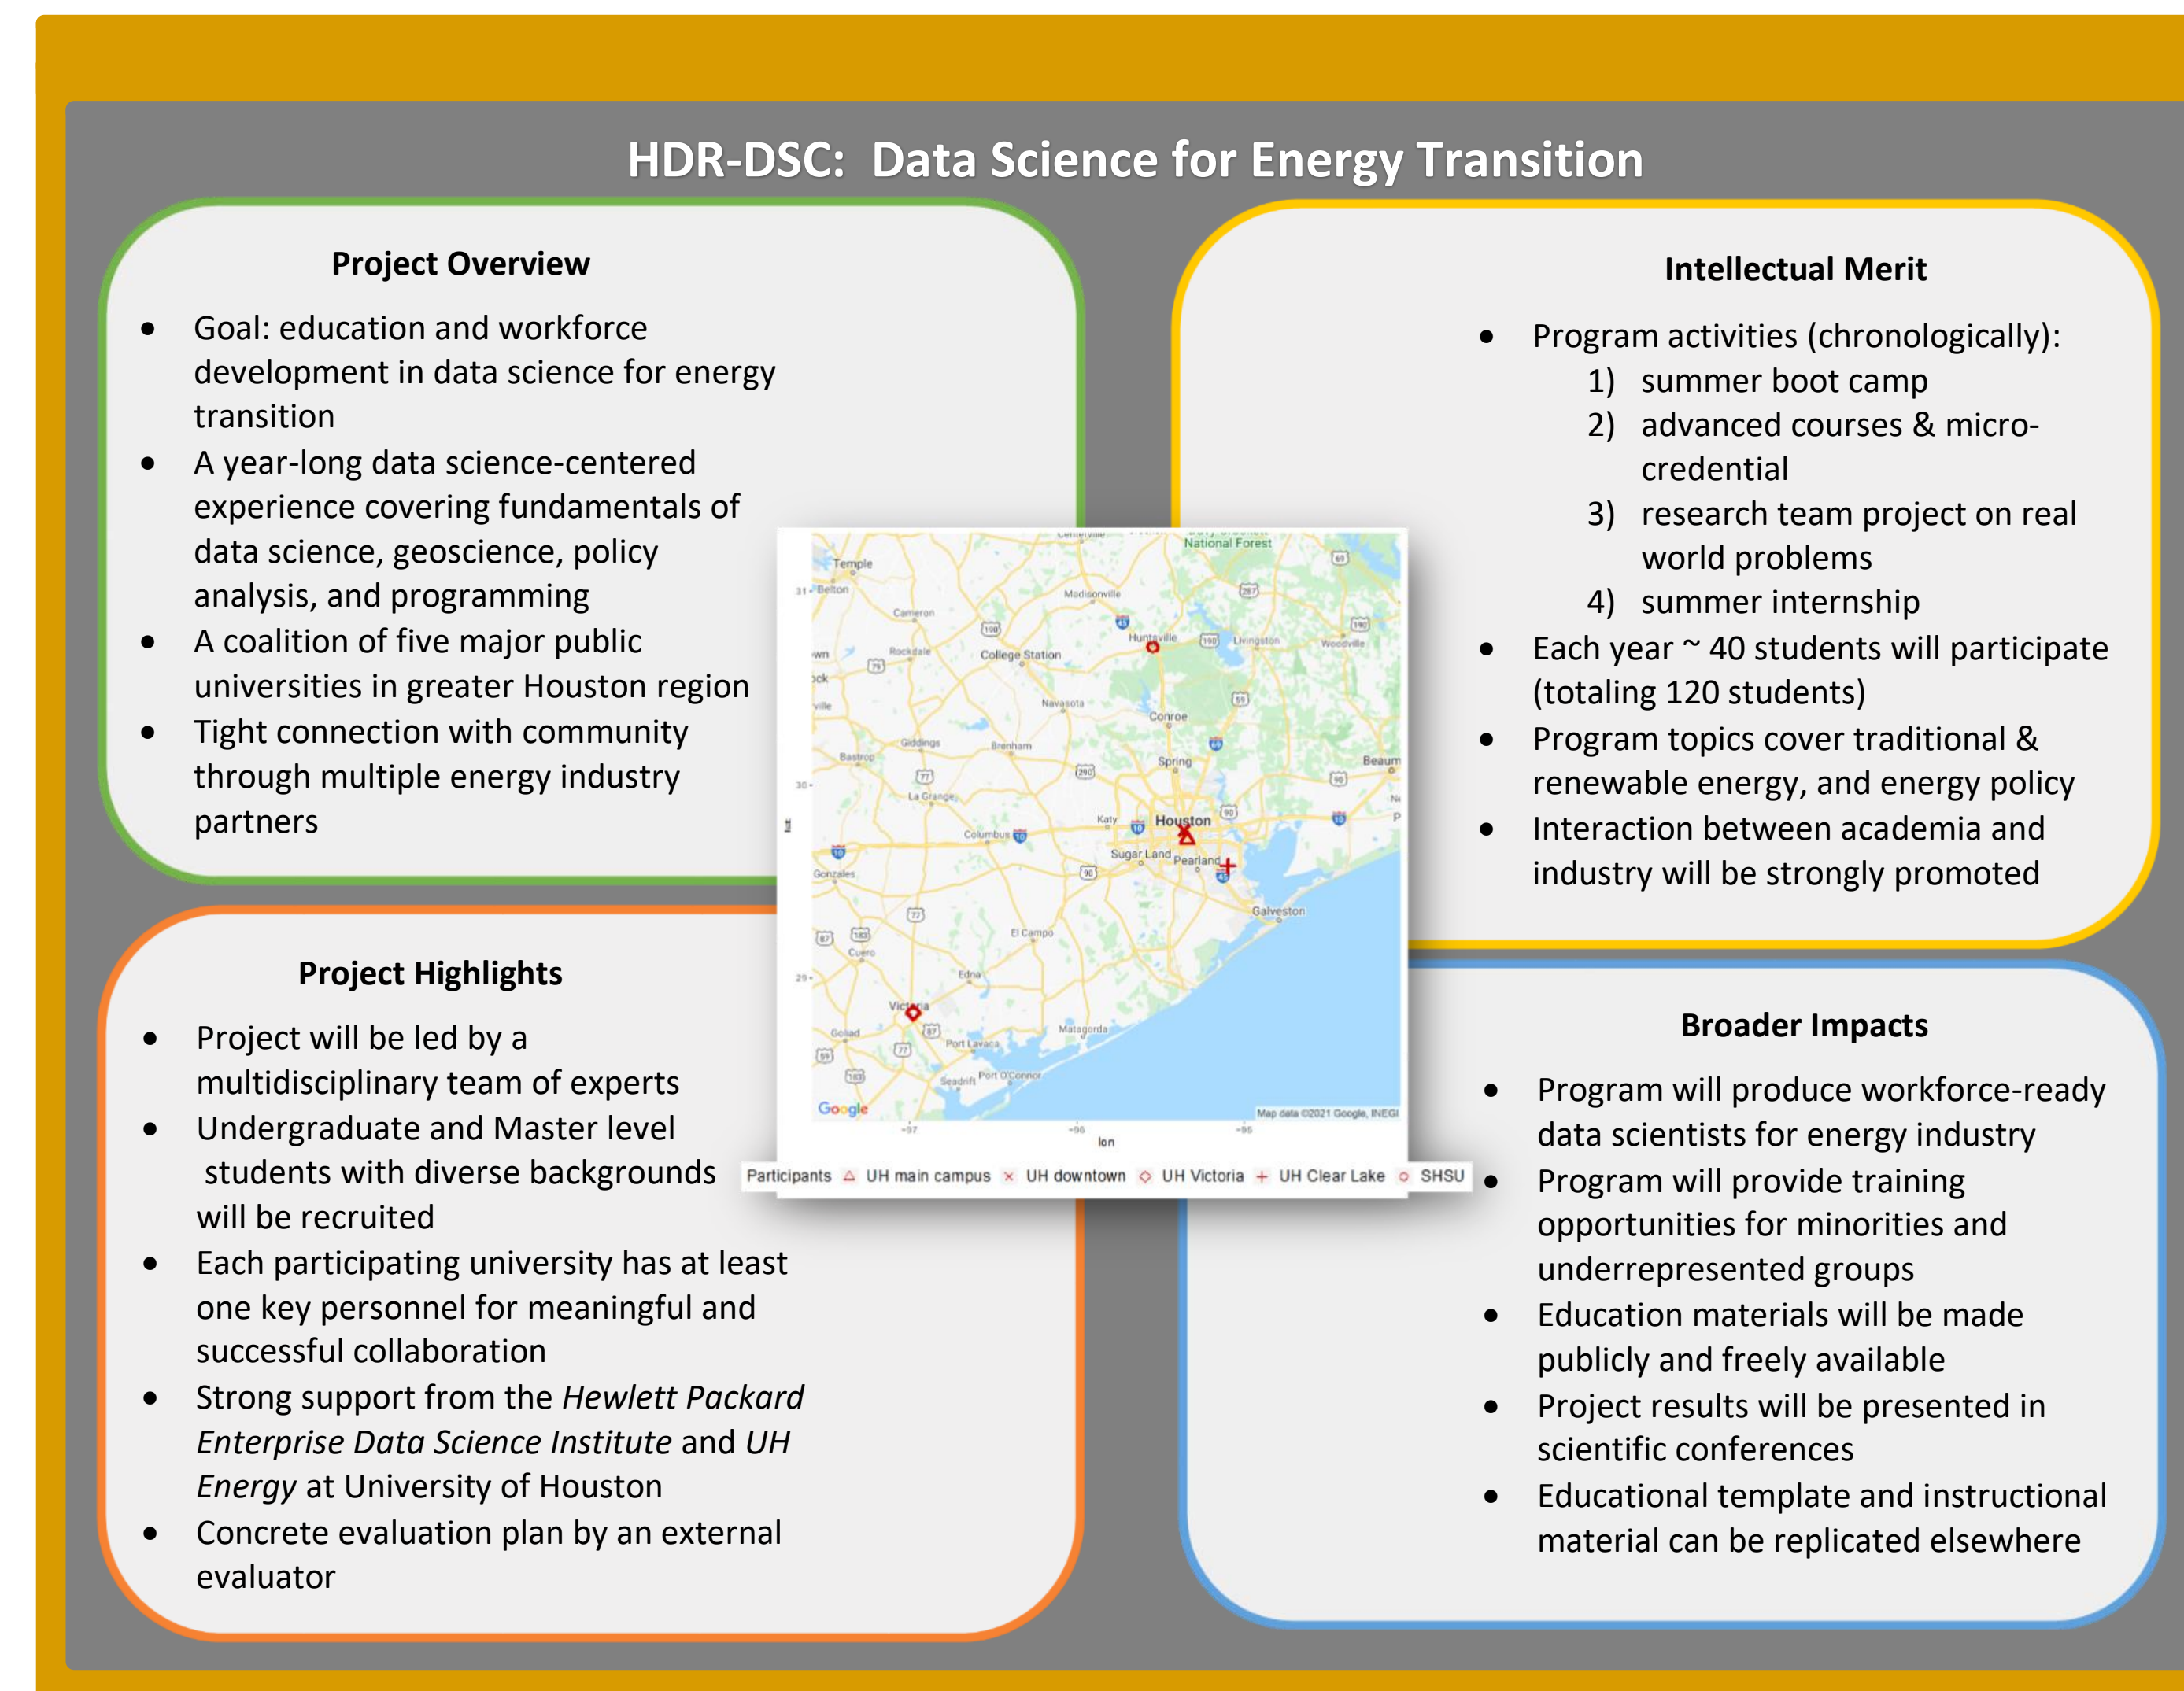 HDR-DSC: Data Science for Energy Transition
Project Overview
• Goal: education and workforce
development in data science for energy
transition
• A year-long data science-centered
experience covering fundamentals of
data science, geoscience, policy
analysis, and programming
• A coalition of five major public
universities in greater Houston region
• Tight connection with community
through multiple energy industry
partners
Intellectual Merit
• Program activities (chronologically):
1) summer boot camp
2) advanced courses & micro-
credential
3) research team project on real
world problems
4) summer internship
• Each year ~ 40 students will participate
(totaling 120 students)
• Program topics cover traditional &
renewable energy, and energy policy
• Interaction between academia and
industry will be strongly promoted
National Forest
Temple
Belton
31
Madisonville
Cameron
Huntsville
Livingston
Woodville
Rockdale
College Station
Navasota
Conroe
Giddings
Brenham
Bastrop
Spring
Beaum
30
La Grange
Katy
Houston
Columbus
Sugar Land
Pearland
Gonzales
Galveston
El Campo
Cuero
Edna
29
Victoria
Goliad
Matagorda
Port Lavaca
Seadrift
Port O'Connor
Google
Map data ©2021 Google, INEGI
-97
-96
-95
lon
lat
Participants UH main campus UH downtown UH Victoria UH Clear Lake SHSU
Project Highlights
• Project will be led by a
multidisciplinary team of experts
• Undergraduate and Master level
students with diverse backgrounds
will be recruited
• Each participating university has at least
one key personnel for meaningful and
successful collaboration
• Strong support from the Hewlett Packard
Enterprise Data Science Institute and UH
Energy at University of Houston
• Concrete evaluation plan by an external
evaluator
Broader Impacts
• Program will produce workforce-ready
data scientists for energy industry
• Program will provide training
opportunities for minorities and
underrepresented groups
• Education materials will be made
publicly and freely available
• Project results will be presented in
scientific conferences
• Educational template and instructional
material can be replicated elsewhere